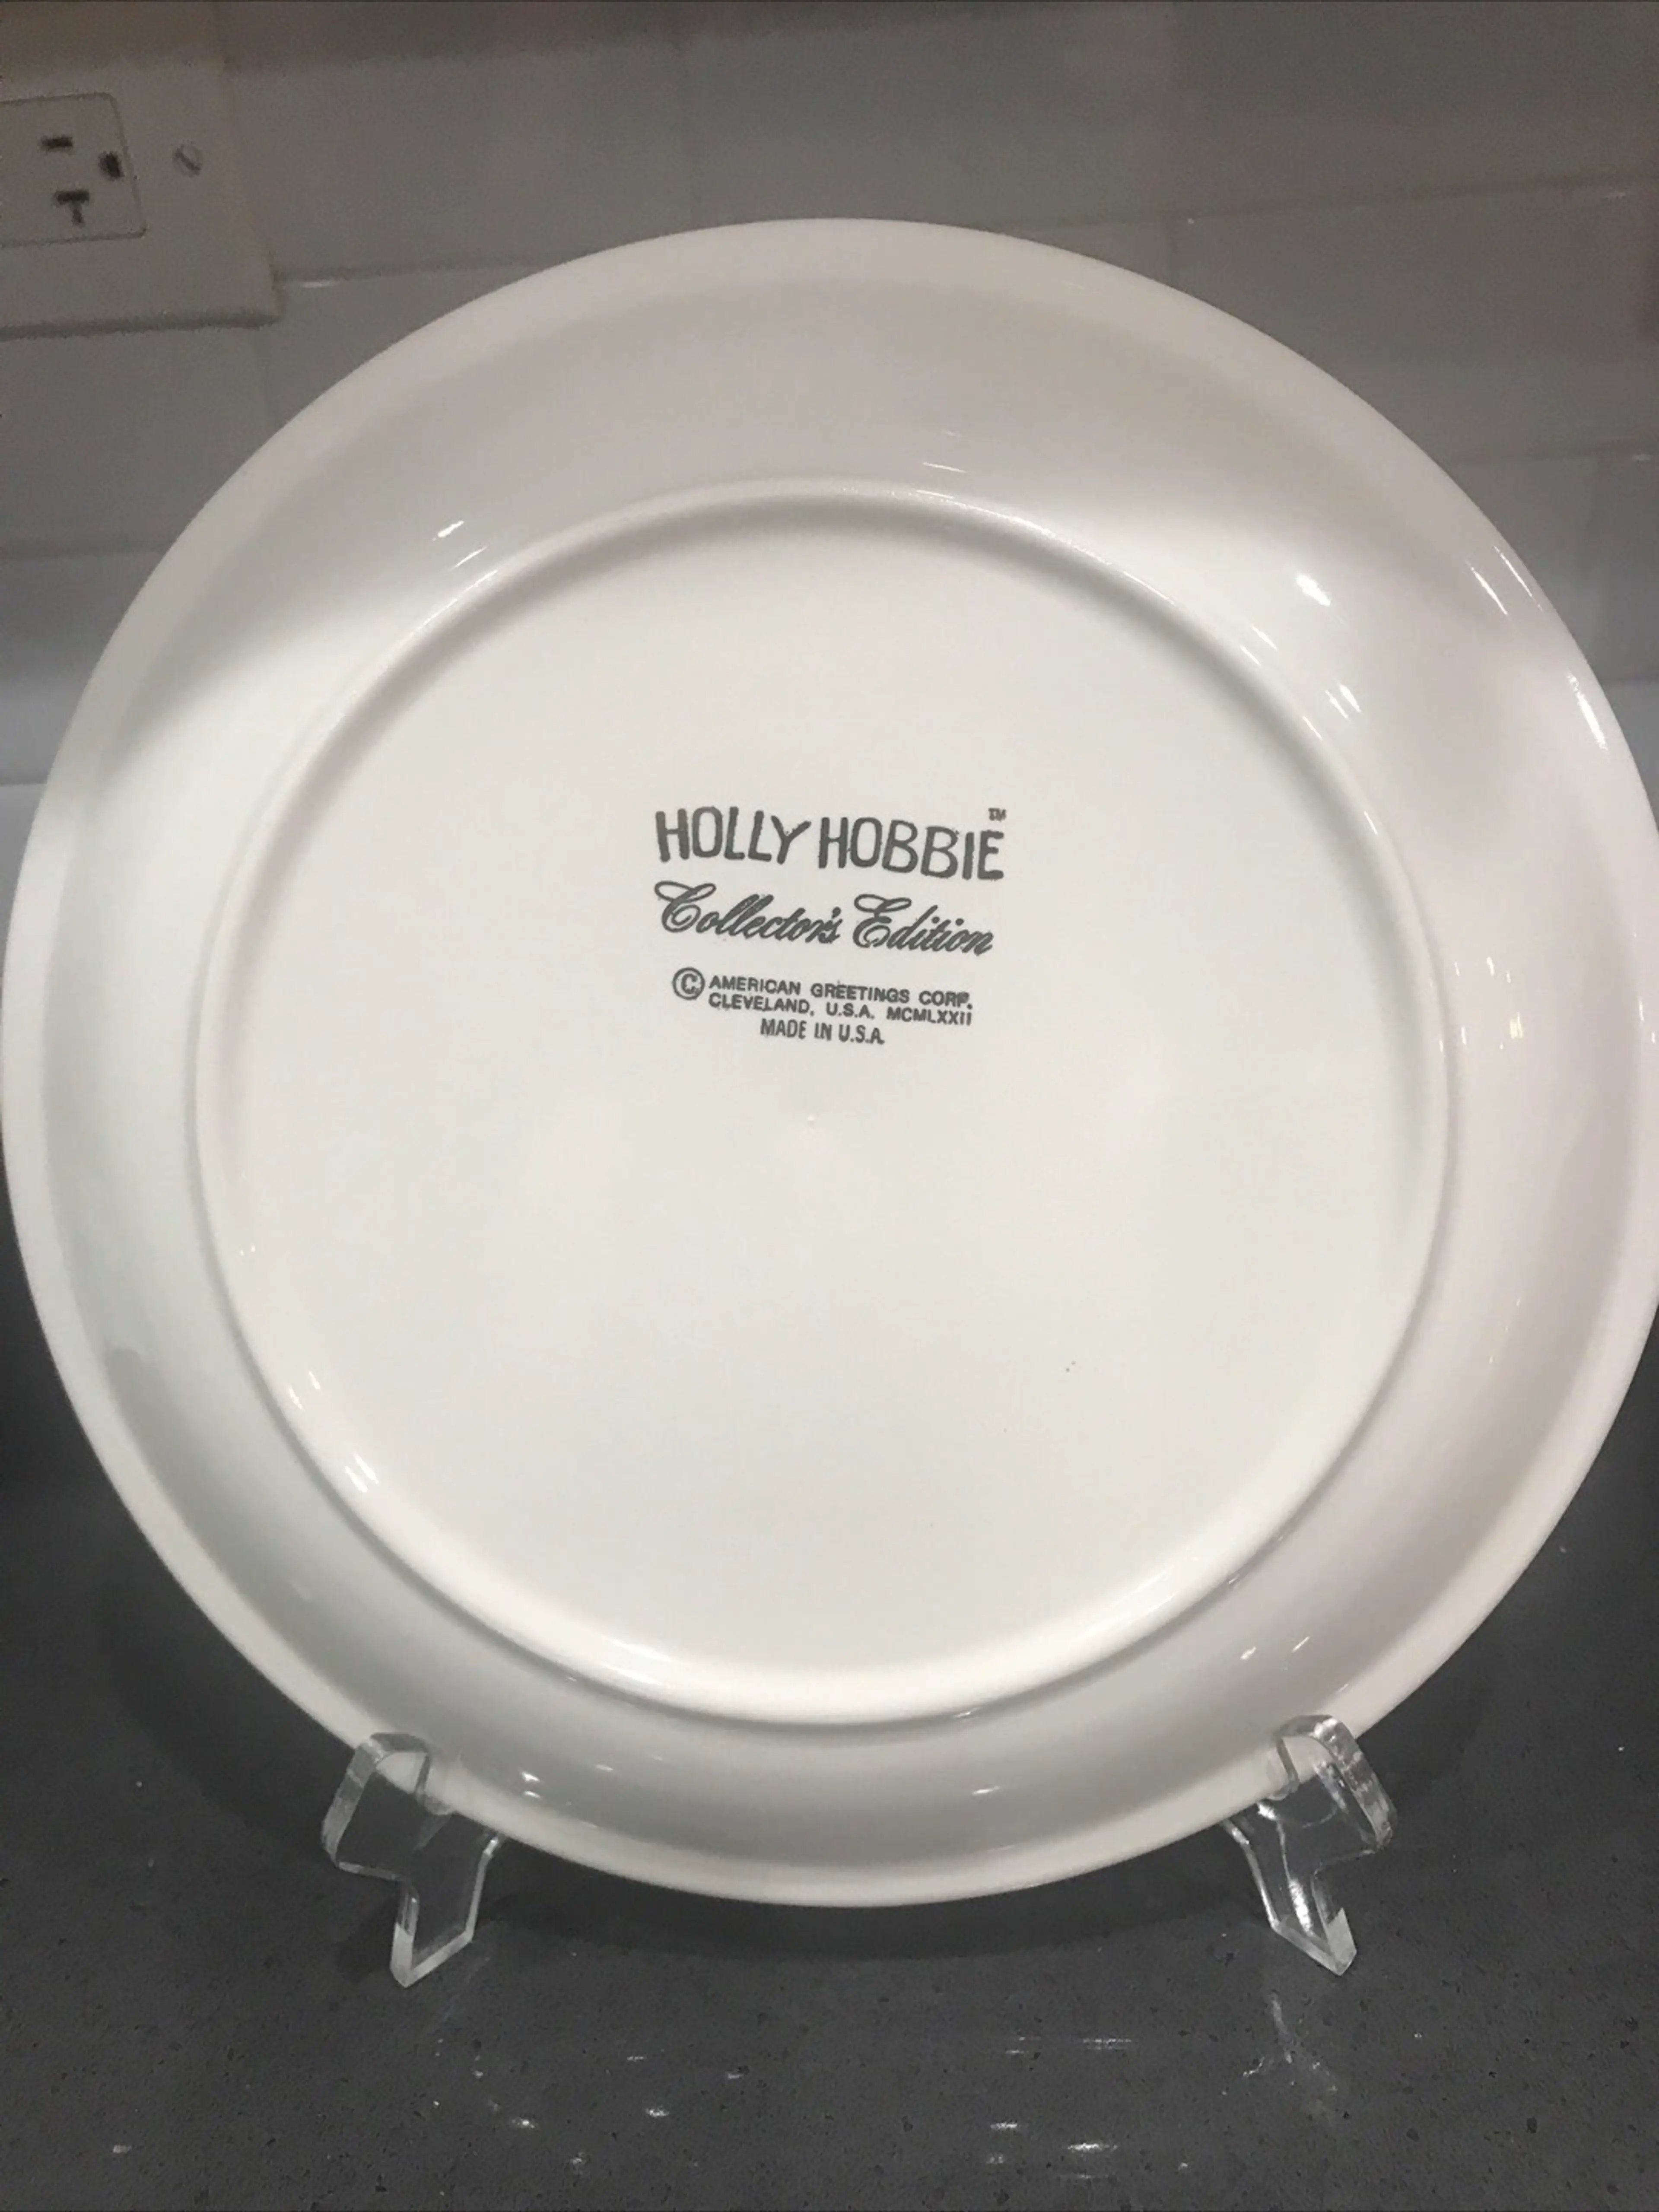 HOLLY HOBBIE™
Collector's Edition
© AMERICAN GREETINGS CORP.
CLEVELAND, U.S.A. MCMLXXII
MADE IN U.S.A.